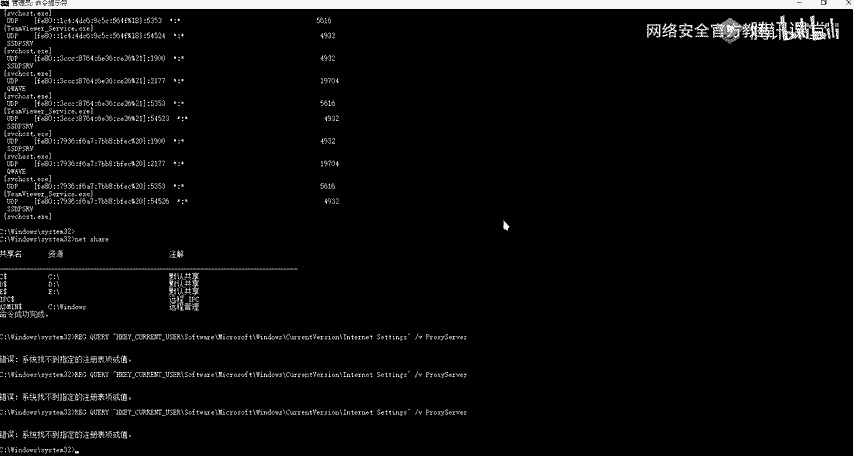 管理员: 命令提示符
[svchost.exe]
UDP [fe80::1c4:4de6:9c5c:564f%18]:5353 *:* 5616
[TeamViewer_Service.exe]
UDP [fe80::1c4:4de6:9c5c:564f%18]:54524 *:* 4932
SSDPSRV
[svchost.exe]
UDP [fe80::3ccc:8764:6e36:ce26%21]:1900 *:* 4932
SSDPSRV
[svchost.exe]
UDP [fe80::3ccc:8764:6e36:ce26%21]:2177 *:* 19704
QWAVE
[svchost.exe]
UDP [fe80::3ccc:8764:6e36:ce26%21]:5353 *:* 5616
[TeamViewer_Service.exe]
UDP [fe80::3ccc:8764:6e36:ce26%21]:54523 *:* 4932
SSDPSRV
[svchost.exe]
UDP [fe80::7936:f6a7:7bb8:bfec%20]:1900 *:* 4932
SSDPSRV
[svchost.exe]
UDP [fe80::7936:f6a7:7bb8:bfec%20]:2177 *:* 19704
QWAVE
[svchost.exe]
UDP [fe80::7936:f6a7:7bb8:bfec%20]:5353 *:* 5616
[TeamViewer_Service.exe]
UDP [fe80::7936:f6a7:7bb8:bfec%20]:54526 *:* 4932
SSDPSRV
[svchost.exe]
C:\Windows\system32>
C:\Windows\system32>net share
共享名 资源 注解
-------------------------------------------------------------------------------
C$ C:\ 默认共享
D$ D:\ 默认共享
E$ E:\ 默认共享
IPC$ 远程 IPC
ADMIN$ C:\Windows 远程管理
命令成功完成。
C:\Windows\system32>REG QUERY "HKEY_CURRENT_USER\Software\Microsoft\Windows\CurrentVersion\Internet Settings" /v ProxyServer
错误: 系统找不到指定的注册表项或值。
C:\Windows\system32>REG QUERY "HKEY_CURRENT_USER\Software\Microsoft\Windows\CurrentVersion\Internet Settings" /v ProxyServer
错误: 系统找不到指定的注册表项或值。
C:\Windows\system32>REG QUERY "HKEY_CURRENT_USER\Software\Microsoft\Windows\CurrentVersion\Internet Settings" /v ProxyServer
错误: 系统找不到指定的注册表项或值。
C:\Windows\system32>
网络安全官方教
bilibili